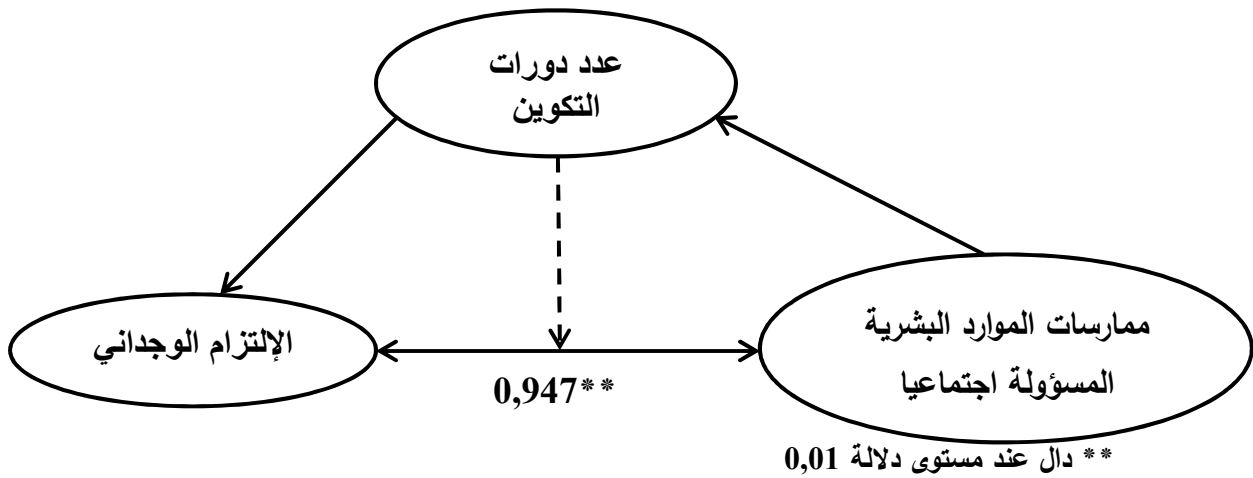 عدد دورات
التكوين
ممارسات الموارد البشرية
المسؤولة اجتماعيا
الإلتزام الوجداني
0,947**
** دال عند مستوى دلالة 0,01